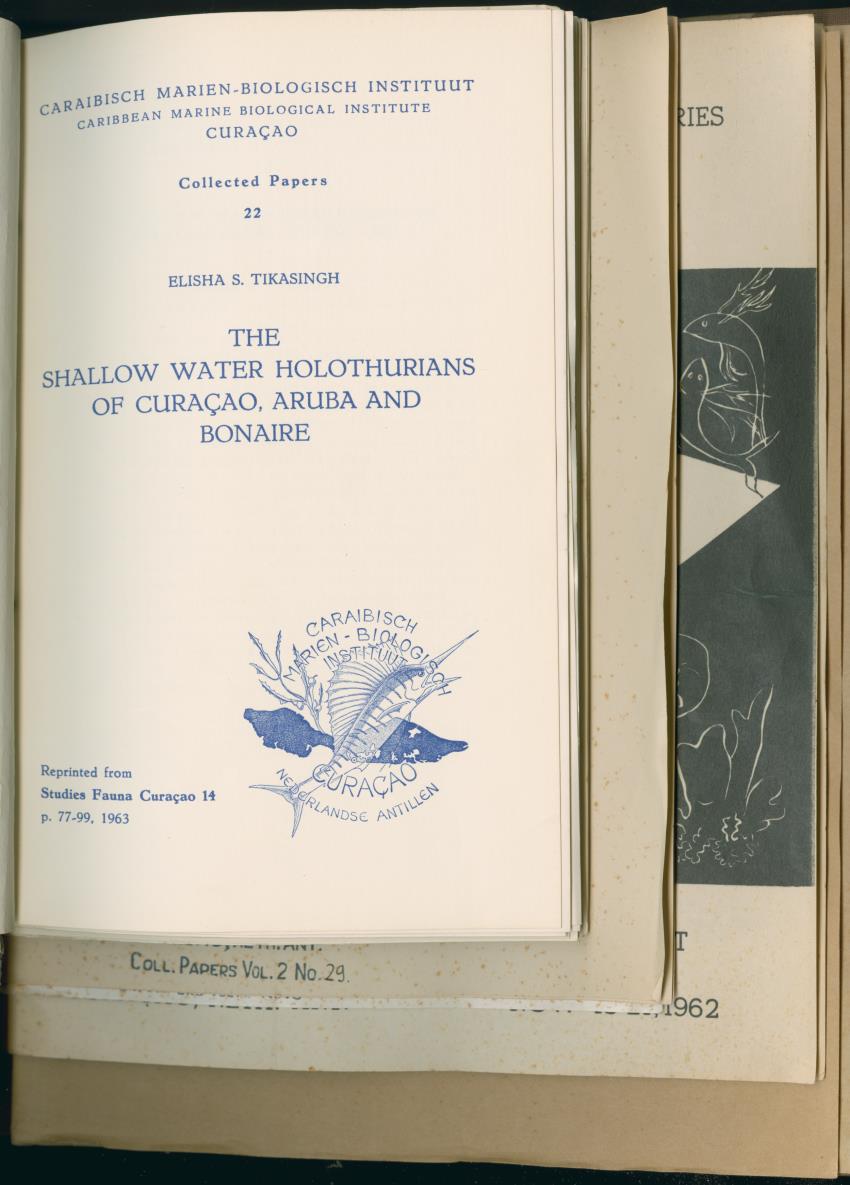 CARAIBISCH MARIEN-BIOLOGISCH INSTITUUT
CARIBBEAN MARINE BIOLOGICAL INSTITUTE
CURAÇAO
Collected Papers
22
ELISHA S. TIKASINGH
THE
SHALLOW WATER HOLOTHURIANS
OF CURAÇAO, ARUBA AND
BONAIRE
CARAIBISCH
MARIEN-BIOLOGISCH
INSTITUUT
CURAÇAO
NEDERLANDSE ANTILLEN
Reprinted from
Studies Fauna Curaçao 14
p. 77-99, 1963
RIES
T
COLL. PAPERS VOL. 2 NO. 29.
1962